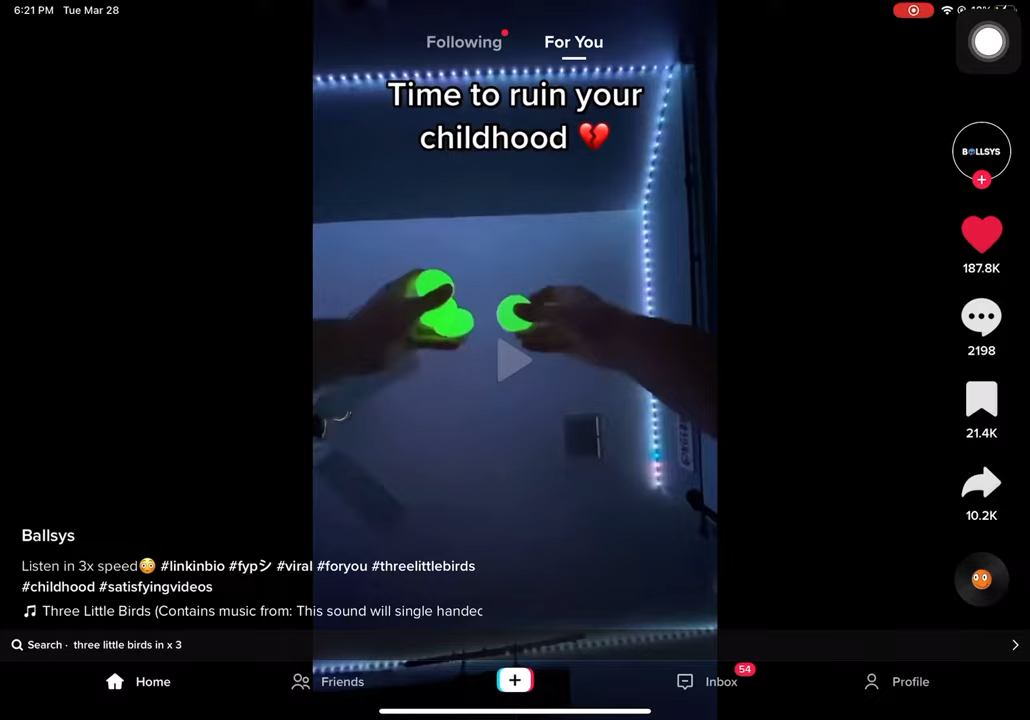 6:21 PM Tue Mar 28
Following For You
Time to ruin your
childhood 💔
BOLLSYS
187.8K
2198
21.4K
10.2K
Ballsys
Listen in 3x speed😳 #linkinbio #fypシ #viral #foryou #threelittlebirds
#childhood #satisfyingvideos
Three Little Birds (Contains music from: This sound will single handed
Search · three little birds in x 3
Home Friends Inbox 54 Profile